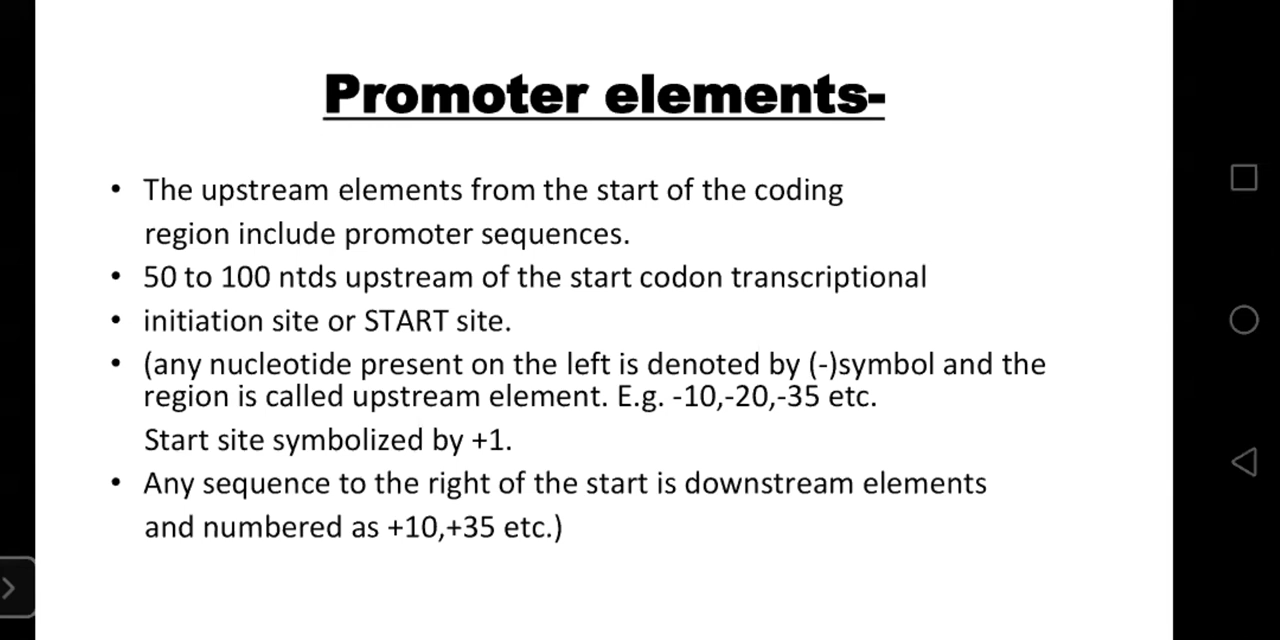 Promoter elements-
• The upstream elements from the start of the coding
region include promoter sequences.
• 50 to 100 ntds upstream of the start codon transcriptional
• initiation site or START site.
• (any nucleotide present on the left is denoted by (-)symbol and the
region is called upstream element. E.g. -10,-20,-35 etc.
Start site symbolized by +1.
• Any sequence to the right of the start is downstream elements
and numbered as +10,+35 etc.)